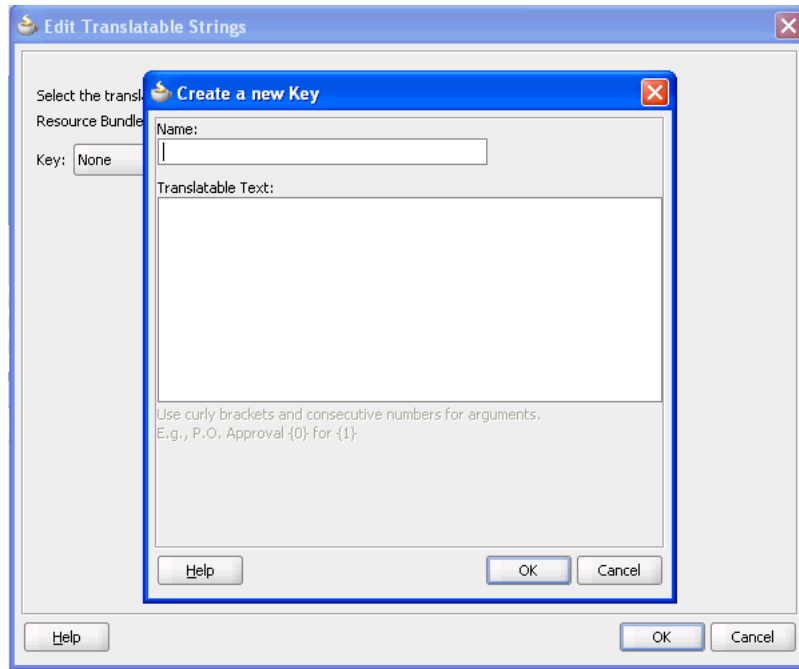 Edit Translatable Strings
Select the transl
Resource Bundle
Key: None
Create a new Key
Name:
Translatable Text:
Use curly brackets and consecutive numbers for arguments.
E.g., P.O. Approval {0} for {1}
Help OK Cancel
Help OK Cancel